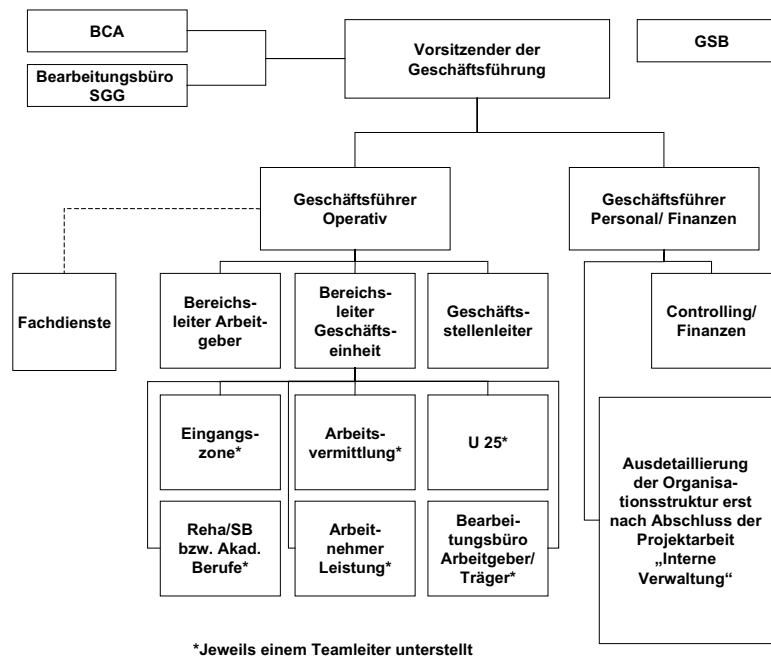 BCA
Bearbeitungsbüro
SGG
Vorsitzender der
Geschäftsführung
GSB
Geschäftsführer
Operativ
Geschäftsführer
Personal/ Finanzen
Fachdienste
Bereichs-
leiter Arbeit-
geber
Bereichs-
leiter
Geschäfts-
einheit
Geschäfts-
stellenleiter
Controlling/
Finanzen
Eingangs-
zone*
Arbeits-
vermittlung*
U 25*
Reha/SB
bzw. Akad.
Berufe*
Arbeit-
nehmer
Leistung*
Bearbei-
tungsbüro
Arbeitgeber/
Träger*
Ausdetaillierung
der Organisa-
tionsstruktur erst
nach Abschluss der
Projektarbeit
„Interne
Verwaltung“
*Jeweils einem Teamleiter unterstellt